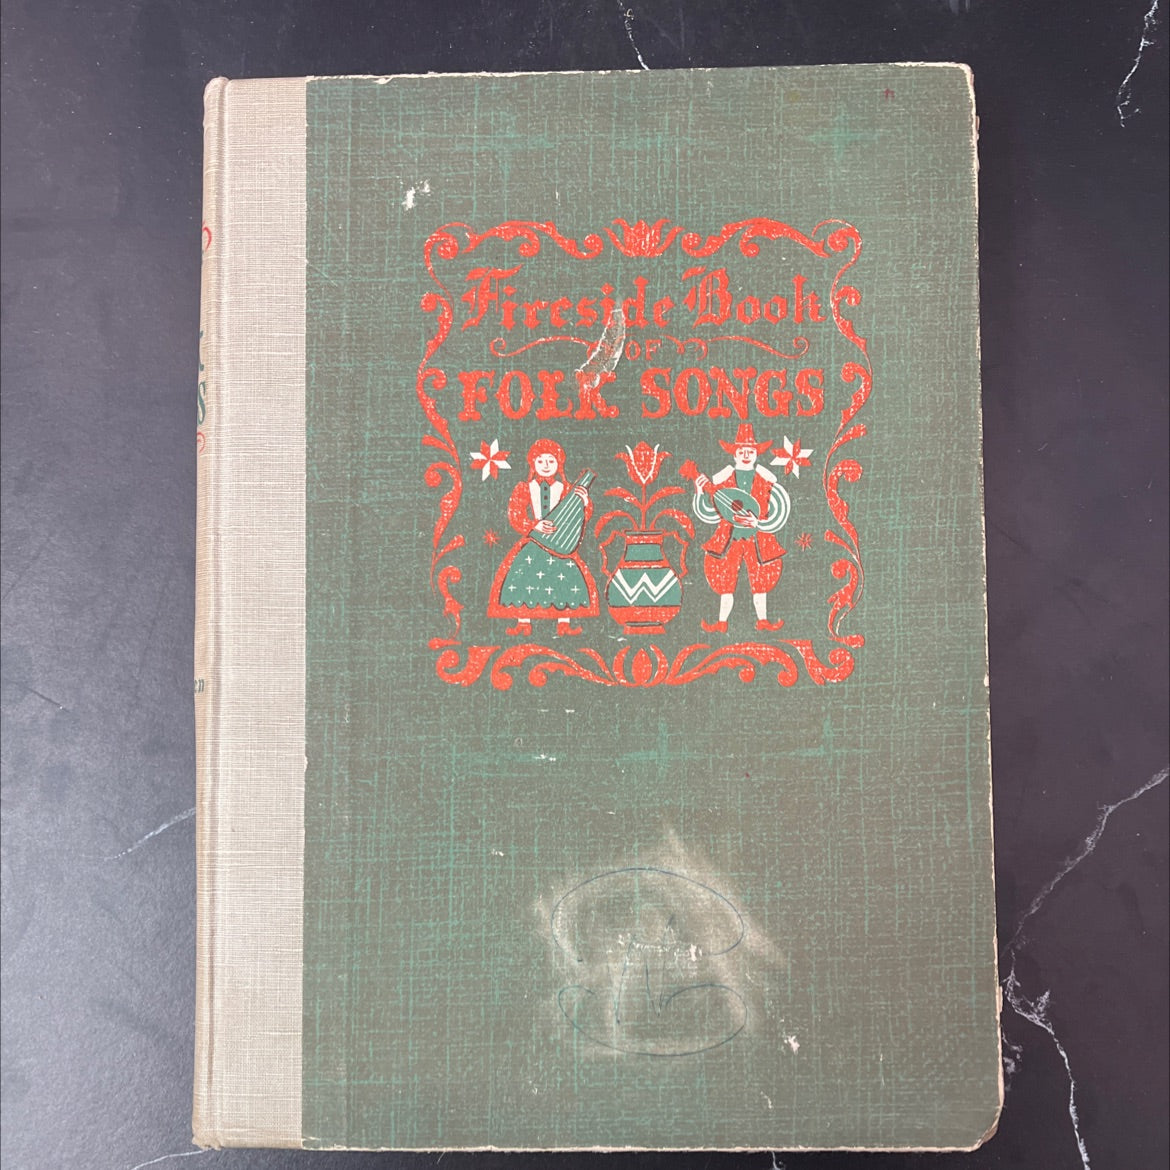 Fireside Book
OF
FOLK SONGS